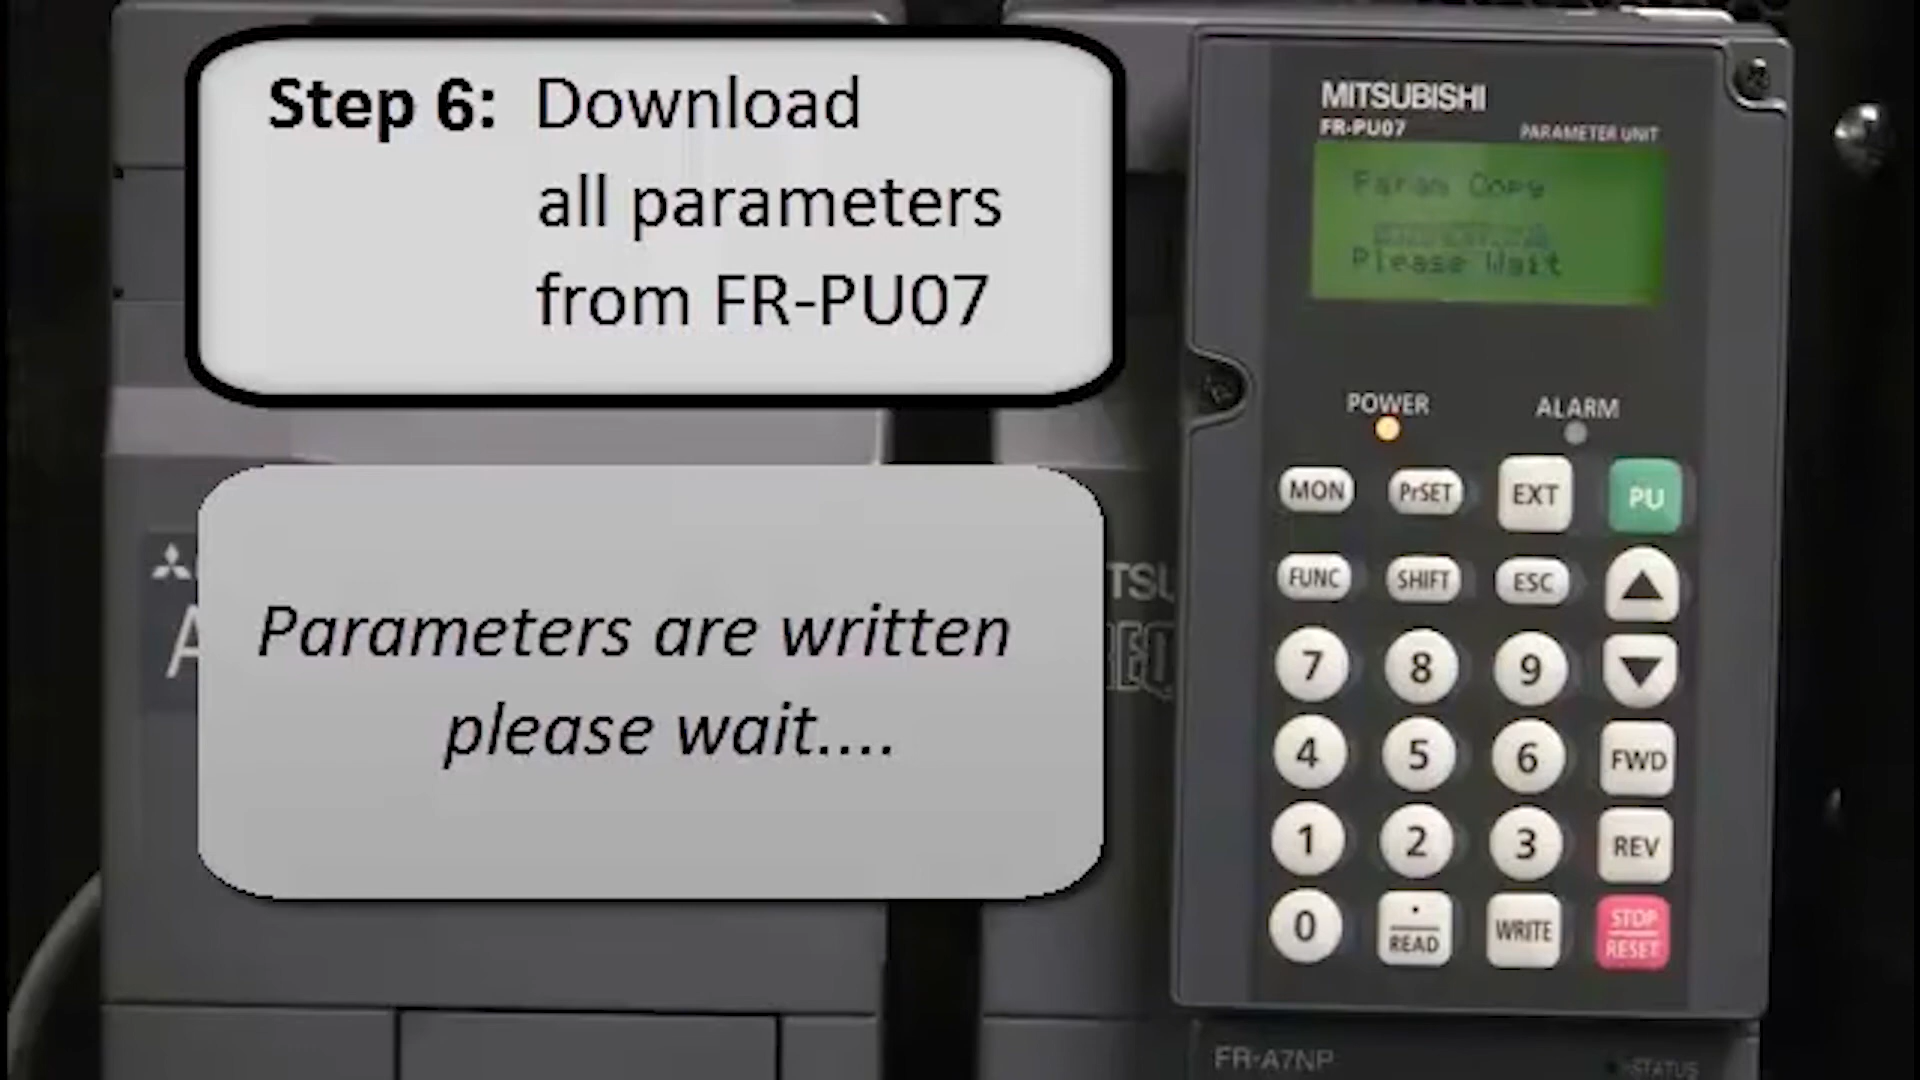 Step 6: Download
all parameters
from FR-PU07
Parameters are written
please wait....
MITSUBISHI
FR-PU07 PARAMETER UNIT
Param Copy
Please Wait
POWER ALARM
MON PrSET EXT PU
FUNC SHIFT ESC
7 8 9
4 5 6 FWD
1 2 3 REV
0 . READ WRITE STOP RESET
FR-A7NP STATUS